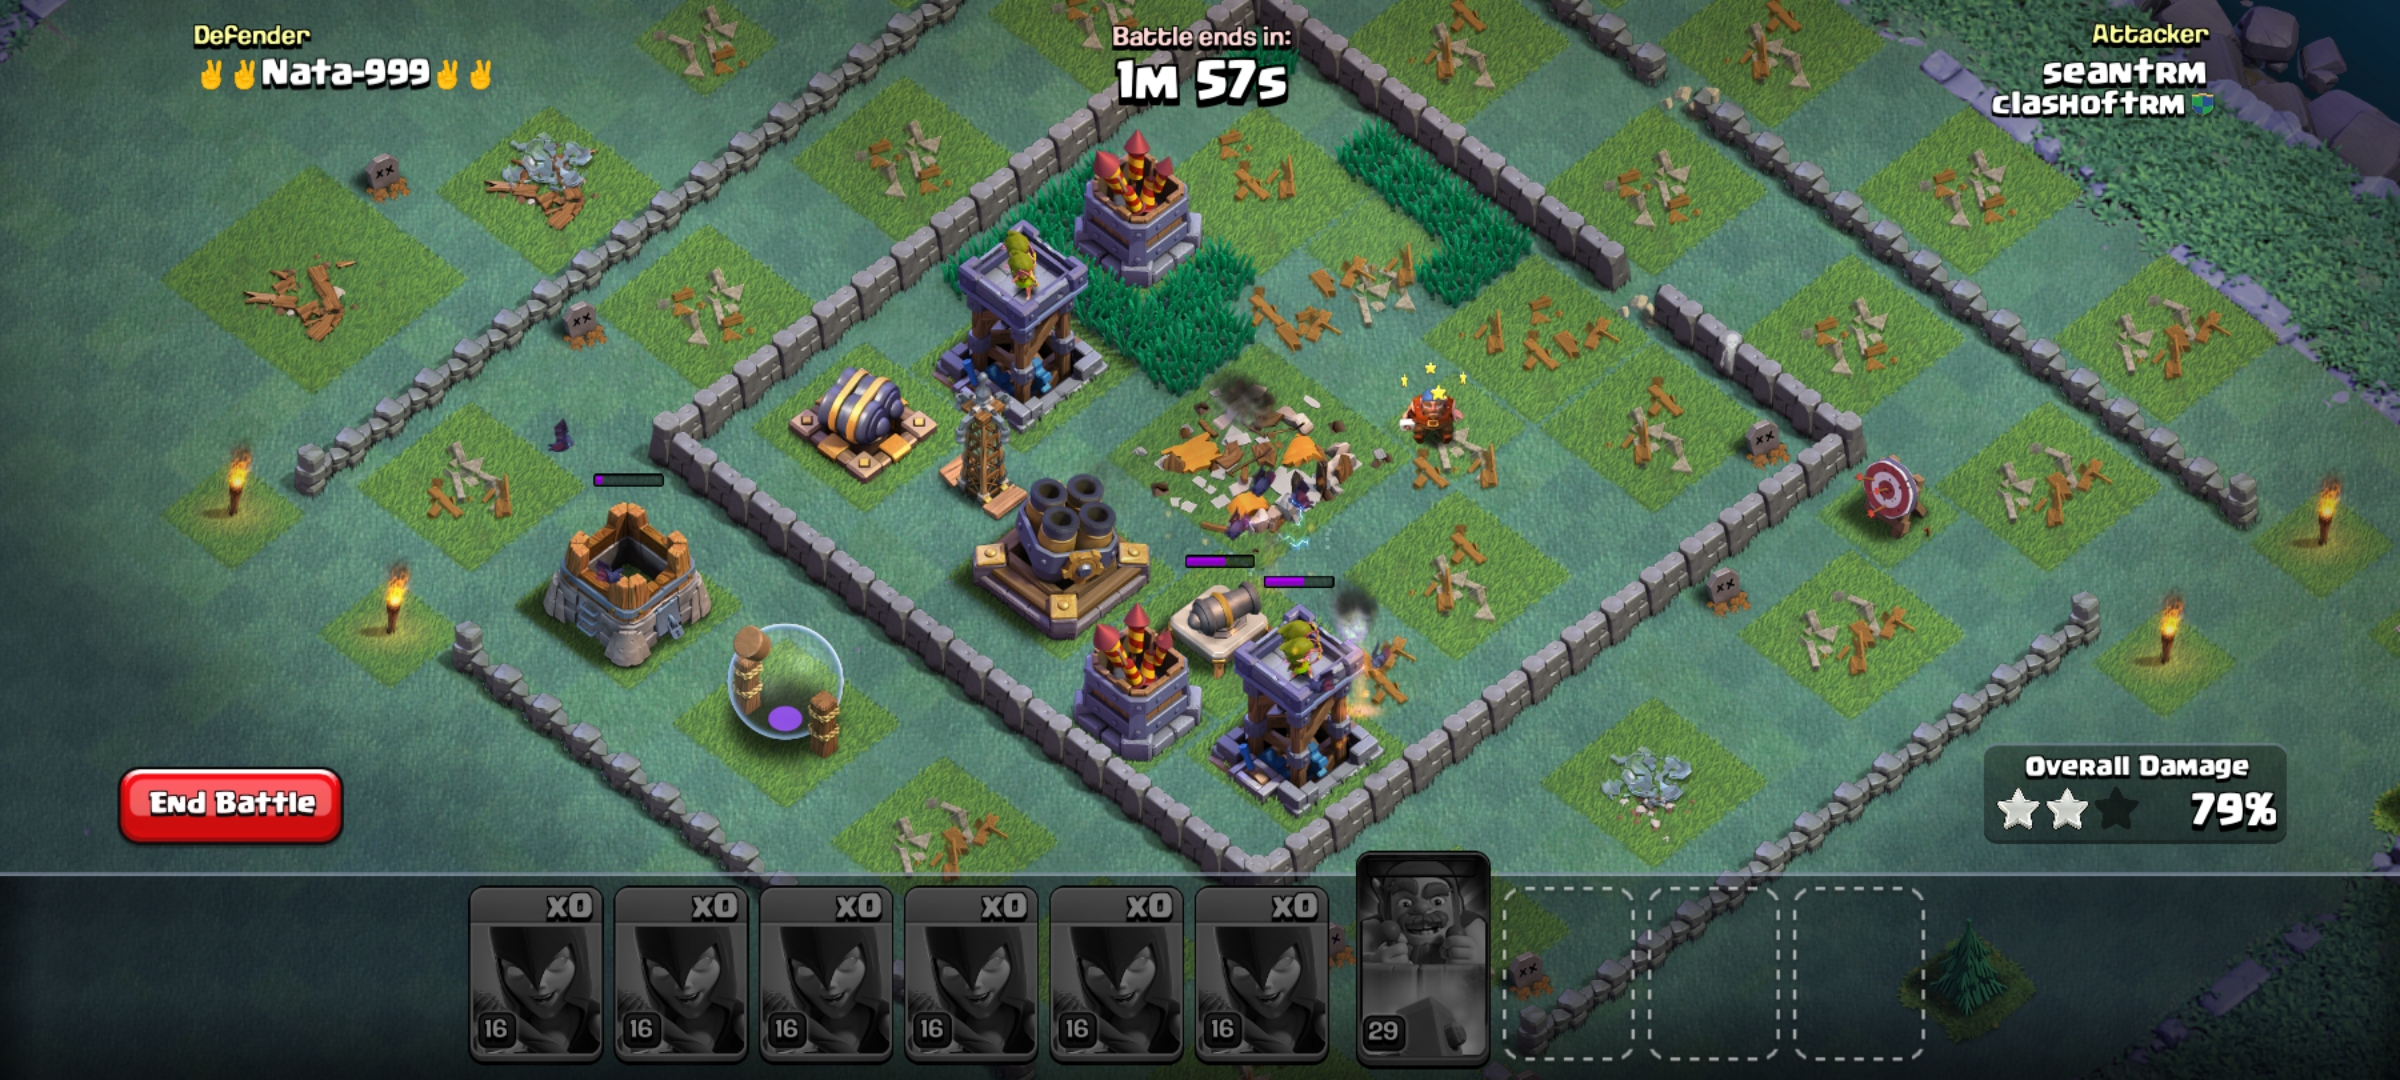 Defender
✌✌Nata-999✌✌
Battle ends in:
1M 57s
Attacker
seantRM
clashoftRM
End Battle
Overall Damage
79%
x0
x0
x0
x0
x0
x0
16
16
16
16
16
16
29